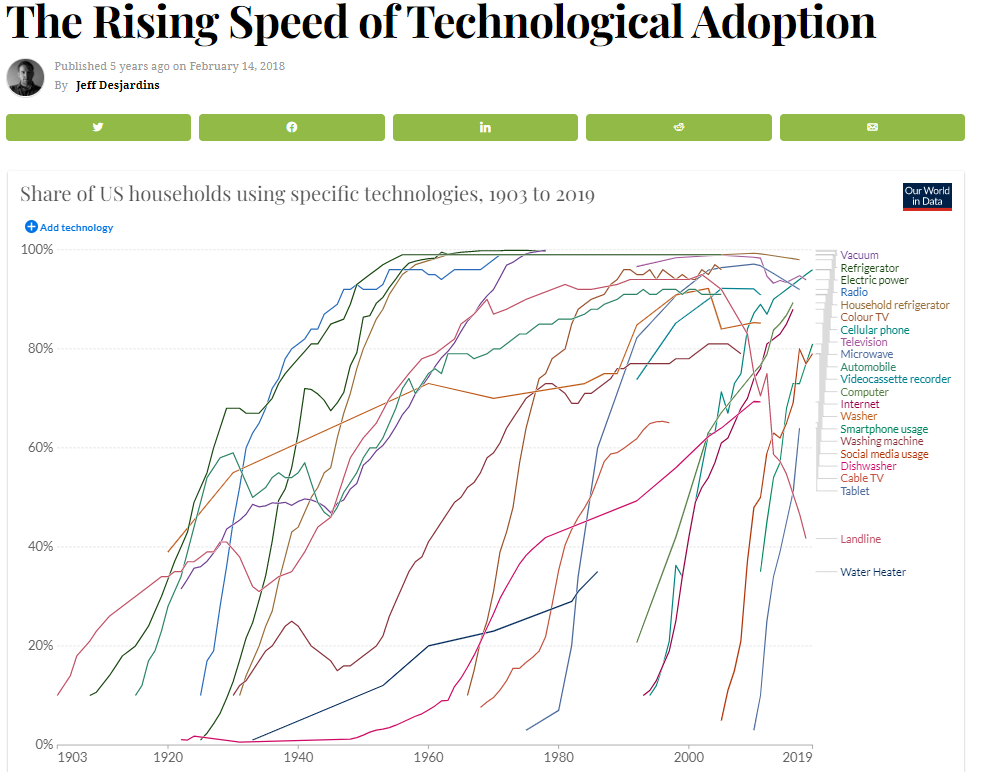 The Rising Speed of Technological Adoption
Published 5 years ago on February 14, 2018
By Jeff Desjardins
Share of US households using specific technologies, 1903 to 2019
Our World
in Data
Add technology
100%
80%
60%
40%
20%
0%
1903
1920
1940
1960
1980
2000
2019
Vacuum
Refrigerator
Electric power
Radio
Household refrigerator
Colour TV
Cellular phone
Television
Microwave
Automobile
Videocassette recorder
Computer
Internet
Washer
Smartphone usage
Washing machine
Social media usage
Dishwasher
Cable TV
Tablet
Landline
Water Heater